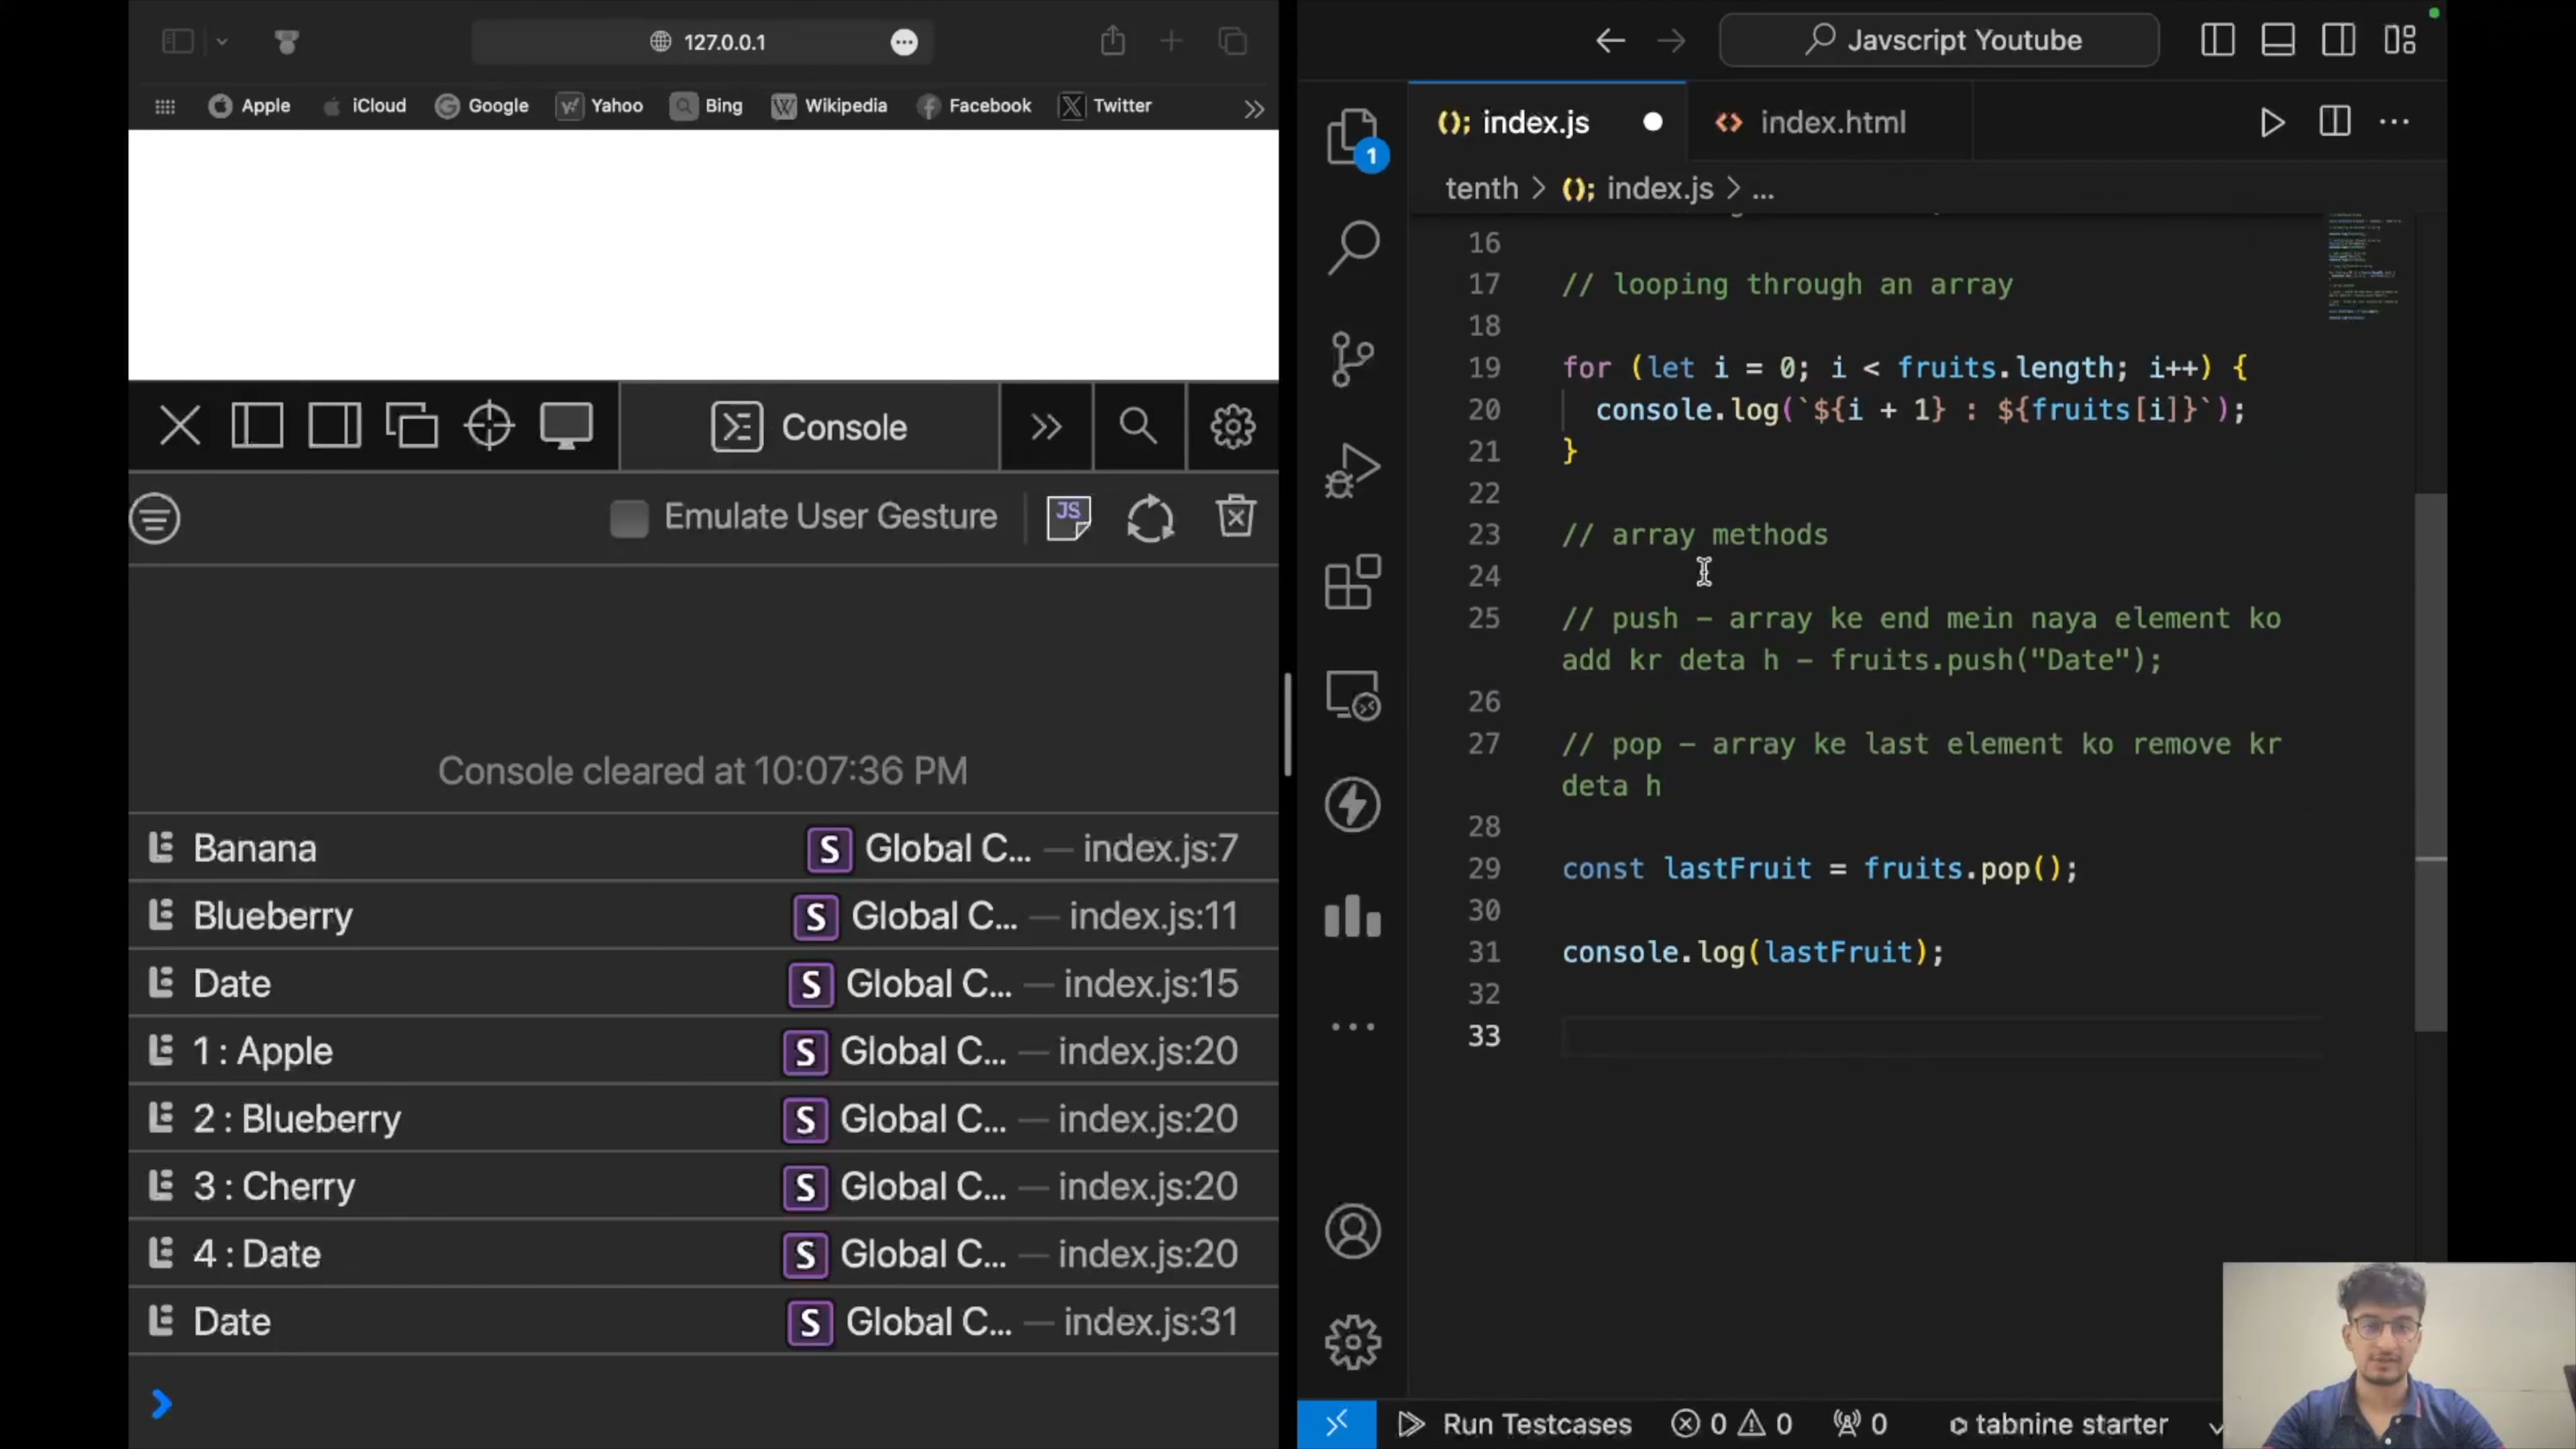 127.0.0.1
Apple iCloud Google Yahoo Bing Wikipedia Facebook Twitter
Console
Emulate User Gesture
JS
Console cleared at 10:07:36 PM
Banana S Global C... — index.js:7
Blueberry S Global C... — index.js:11
Date S Global C... — index.js:15
1 : Apple S Global C... — index.js:20
2 : Blueberry S Global C... — index.js:20
3 : Cherry S Global C... — index.js:20
4 : Date S Global C... — index.js:20
Date S Global C... — index.js:31
Javscript Youtube
index.js index.html
1
tenth > index.js > ...
16
17 // looping through an array
18
19 for (let i = 0; i < fruits.length; i++) {
20 console.log(`${i + 1} : ${fruits[i]}`);
21 }
22
23 // array methods
24
25 // push – array ke end mein naya element ko
add kr deta h – fruits.push("Date");
26
27 // pop – array ke last element ko remove kr
deta h
28
29 const lastFruit = fruits.pop();
30
31 console.log(lastFruit);
32
33
Run Testcases 0 0 0 tabnine starter